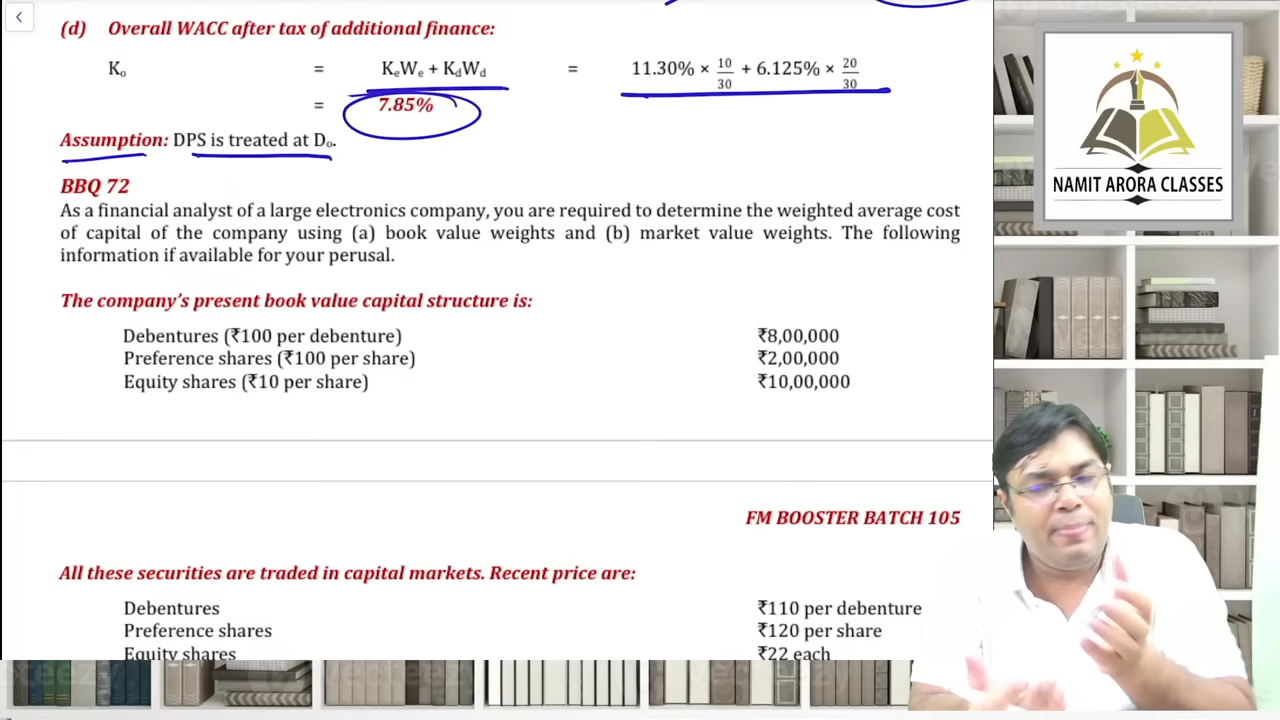 (d) Overall WACC after tax of additional finance:
Ko = KeWe + KdWd = 11.30% × 10/30 + 6.125% × 20/30
= 7.85%
Assumption: DPS is treated at Do.
BBQ 72
As a financial analyst of a large electronics company, you are required to determine the weighted average cost
of capital of the company using (a) book value weights and (b) market value weights. The following
information if available for your perusal.
The company's present book value capital structure is:
Debentures (₹100 per debenture) ₹8,00,000
Preference shares (₹100 per share) ₹2,00,000
Equity shares (₹10 per share) ₹10,00,000
FM BOOSTER BATCH 105
All these securities are traded in capital markets. Recent price are:
Debentures ₹110 per debenture
Preference shares ₹120 per share
Equity shares ₹22 each
NAMIT ARORA CLASSES